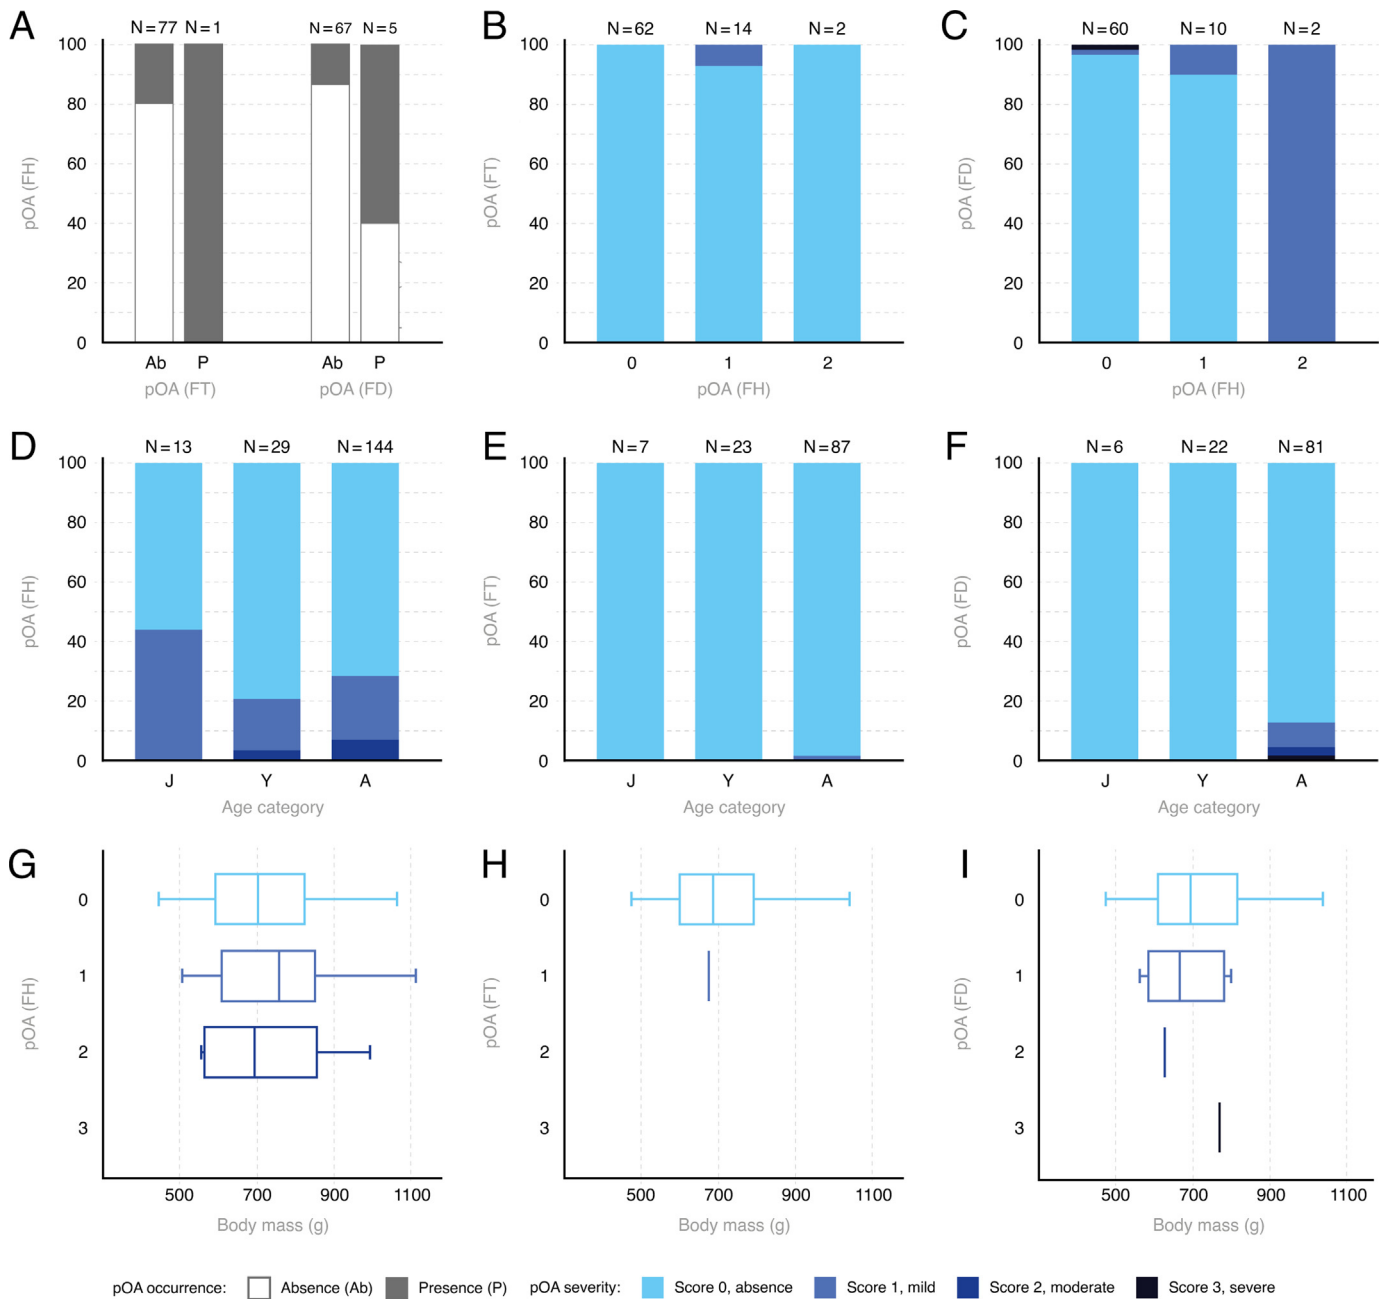 A
N=77 N=1 N=67 N=5
100
80
60
40
20
0
pOA (FH)
Ab P Ab P
pOA (FT) pOA (FD)
B
N=62 N=14 N=2
100
80
60
40
20
0
pOA (FT)
0 1 2
pOA (FH)
C
N=60 N=10 N=2
100
80
60
40
20
0
pOA (FD)
0 1 2
pOA (FH)
D
N=13 N=29 N=144
100
80
60
40
20
0
pOA (FH)
J Y A
Age category
E
N=7 N=23 N=87
100
80
60
40
20
0
pOA (FT)
J Y A
Age category
F
N=6 N=22 N=81
100
80
60
40
20
0
pOA (FD)
J Y A
Age category
G
0
1
2
3
pOA (FH)
500 700 900 1100
Body mass (g)
H
0
1
2
3
pOA (FT)
500 700 900 1100
Body mass (g)
I
0
1
2
3
pOA (FD)
500 700 900 1100
Body mass (g)
pOA occurrence: Absence (Ab) Presence (P) pOA severity: Score 0, absence Score 1, mild Score 2, moderate Score 3, severe